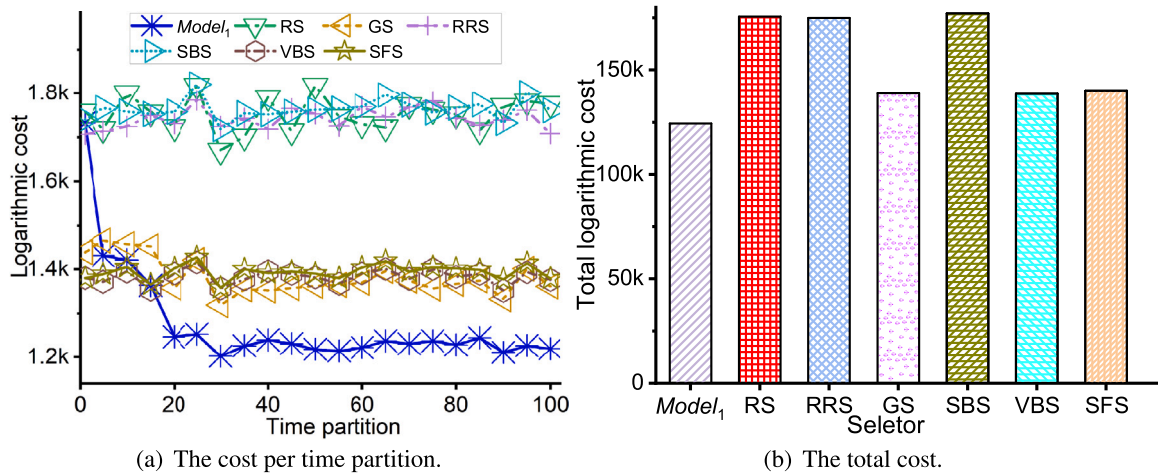 Model₁ RS GS RRS
SBS VBS SFS
Logarithmic cost
1.8k
1.6k
1.4k
1.2k
0 20 40 60 80 100
Time partition
(a) The cost per time partition.
Total logarithmic cost
150k
100k
50k
0
Model₁ RS RRS GS SBS VBS SFS
Seletor
(b) The total cost.